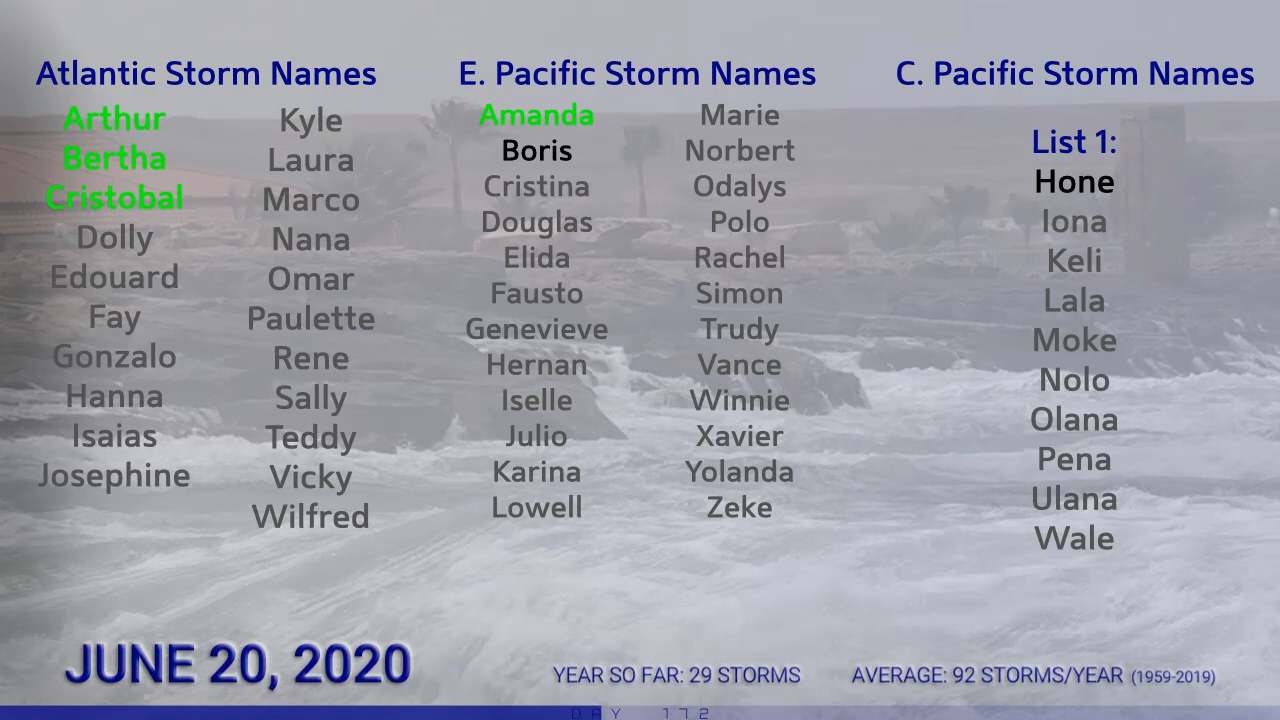 Atlantic Storm Names
Arthur
Bertha
Cristobal
Dolly
Edouard
Fay
Gonzalo
Hanna
Isaias
Josephine
Kyle
Laura
Marco
Nana
Omar
Paulette
Rene
Sally
Teddy
Vicky
Wilfred
E. Pacific Storm Names
Amanda
Boris
Cristina
Douglas
Elida
Fausto
Genevieve
Hernan
Iselle
Julio
Karina
Lowell
Marie
Norbert
Odalys
Polo
Rachel
Simon
Trudy
Vance
Winnie
Xavier
Yolanda
Zeke
C. Pacific Storm Names
List 1:
Hone
Iona
Keli
Lala
Moke
Nolo
Olana
Pena
Ulana
Wale
JUNE 20, 2020
YEAR SO FAR: 29 STORMS
AVERAGE: 92 STORMS/YEAR (1959-2019)
DAY 172